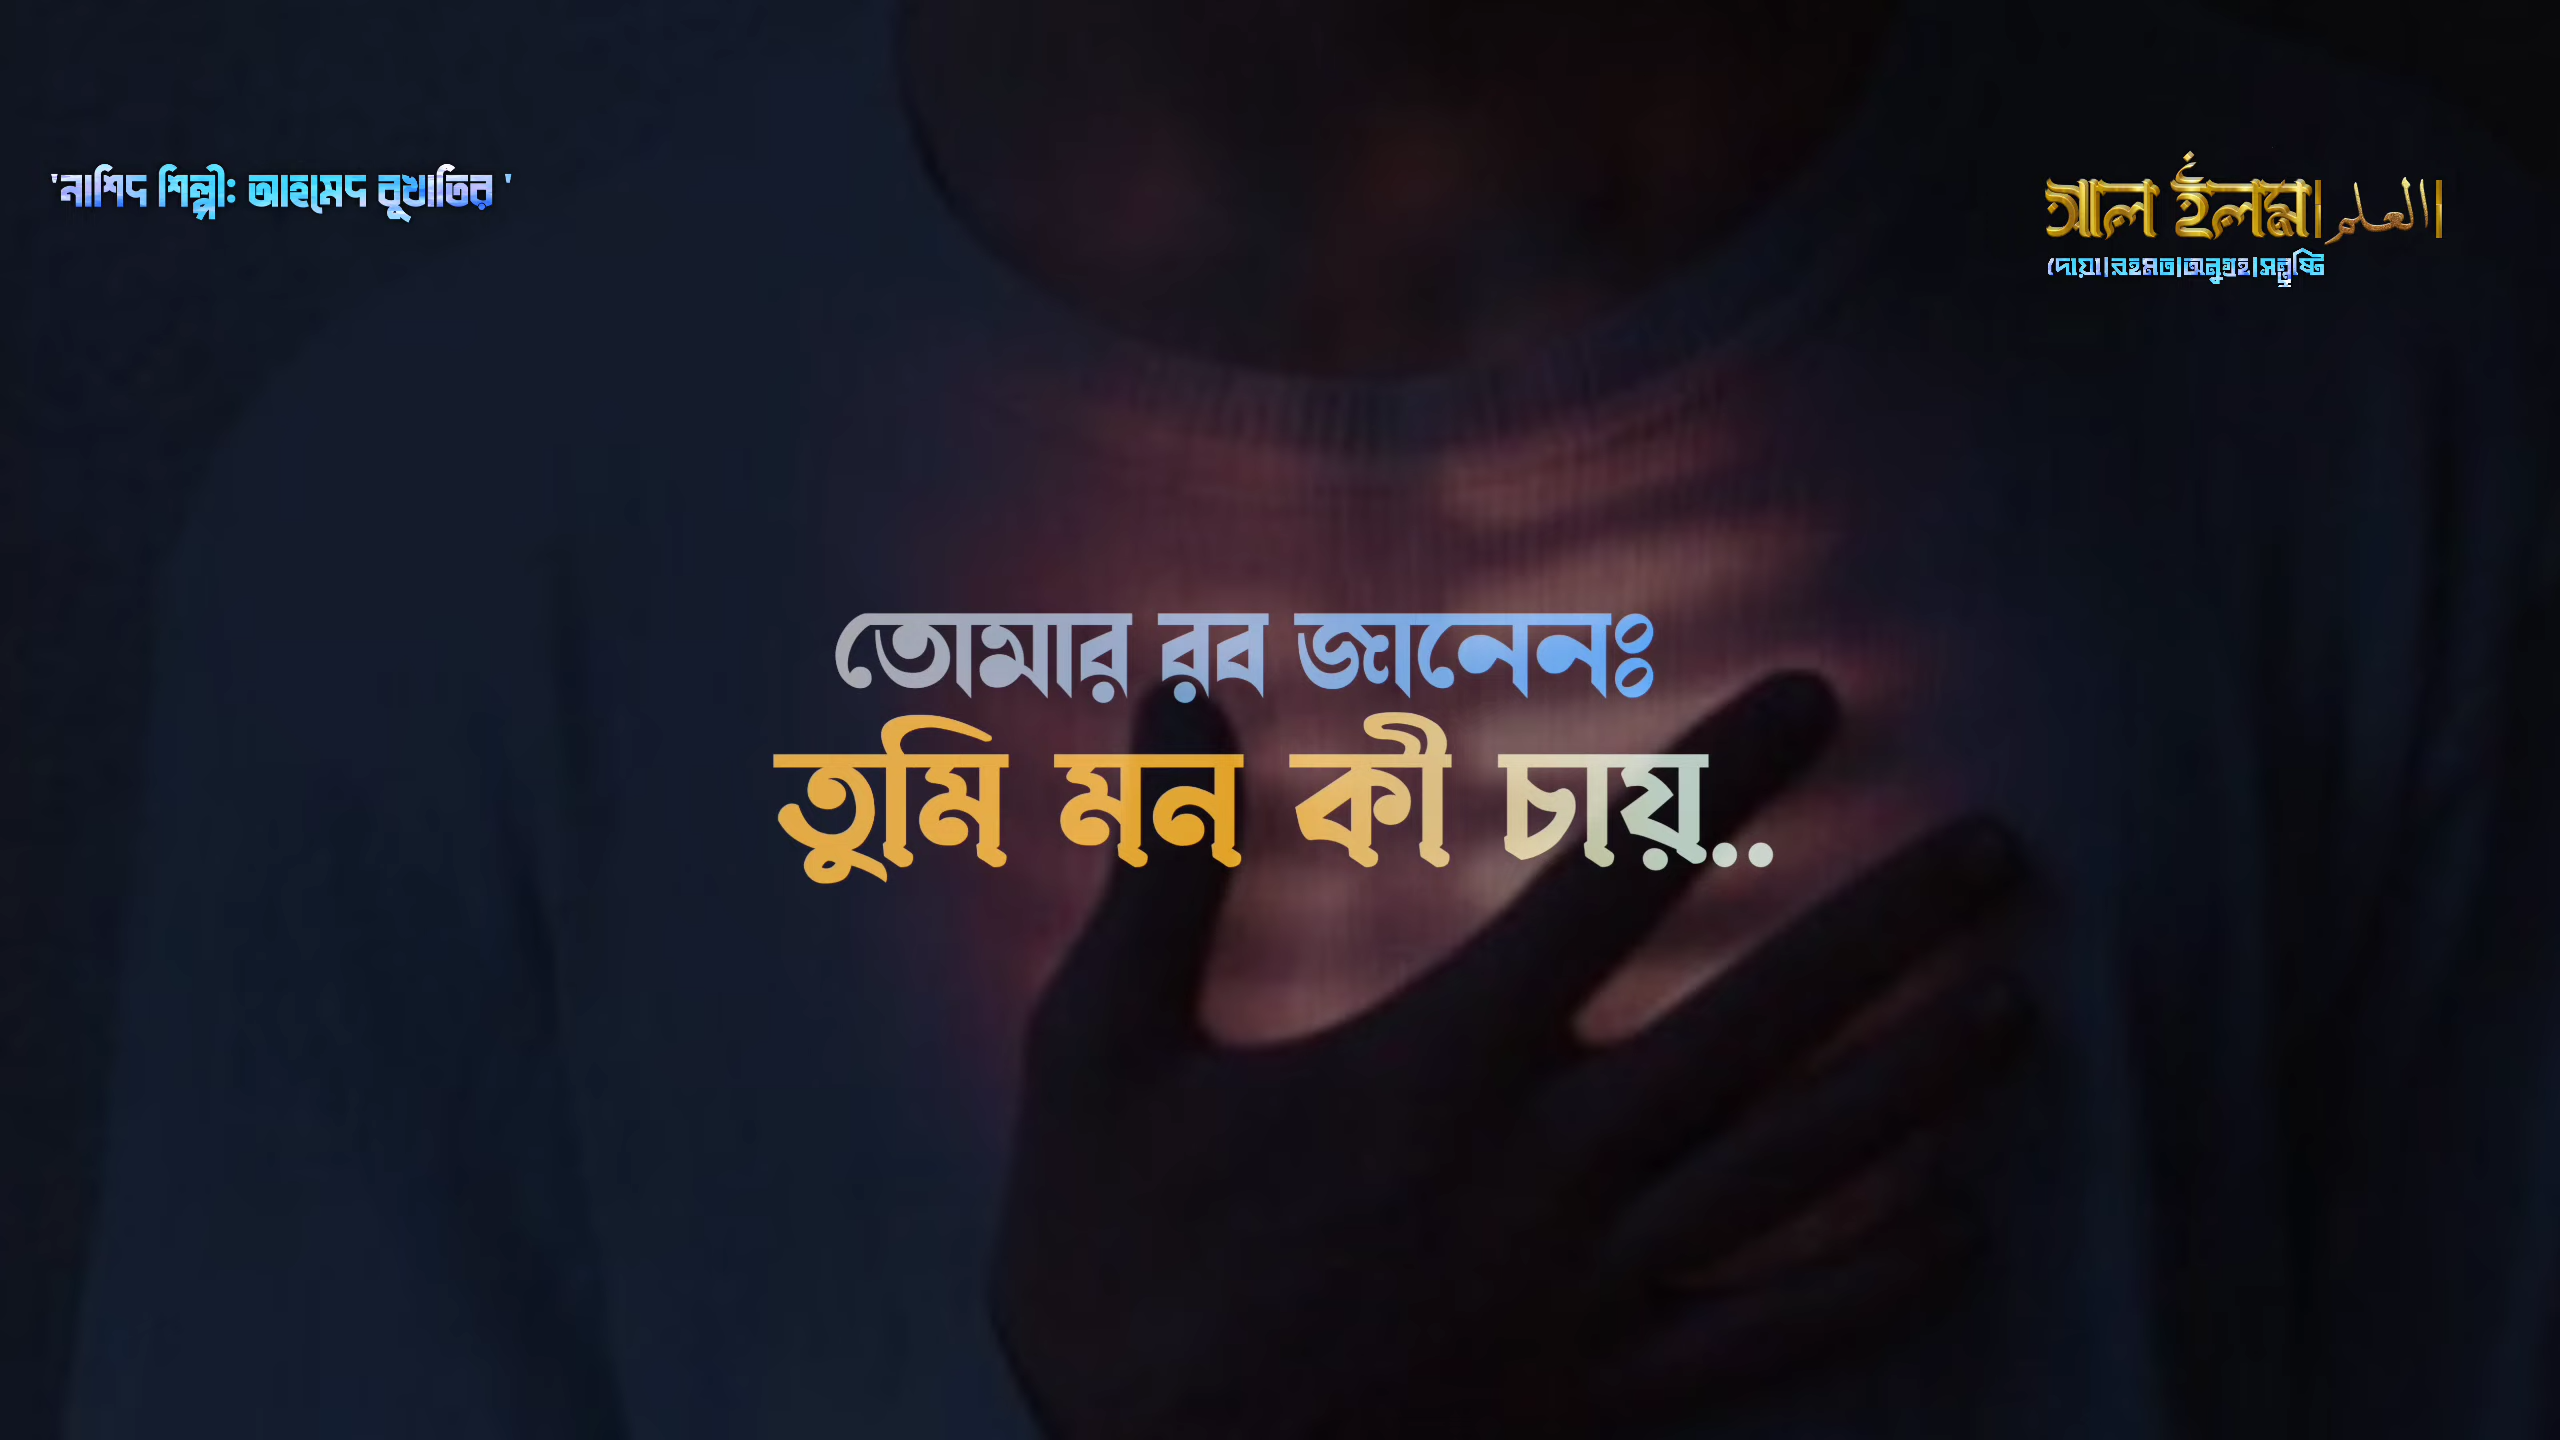 'নাশিদ শিল্পী: আহমেদ বুখাতির '
আল ইলম|العلم|
দোয়া|রহমত|অনুগ্রহ|সন্তুষ্টি
তোমার রব জানেনঃ
তুমি মন কী চায়..